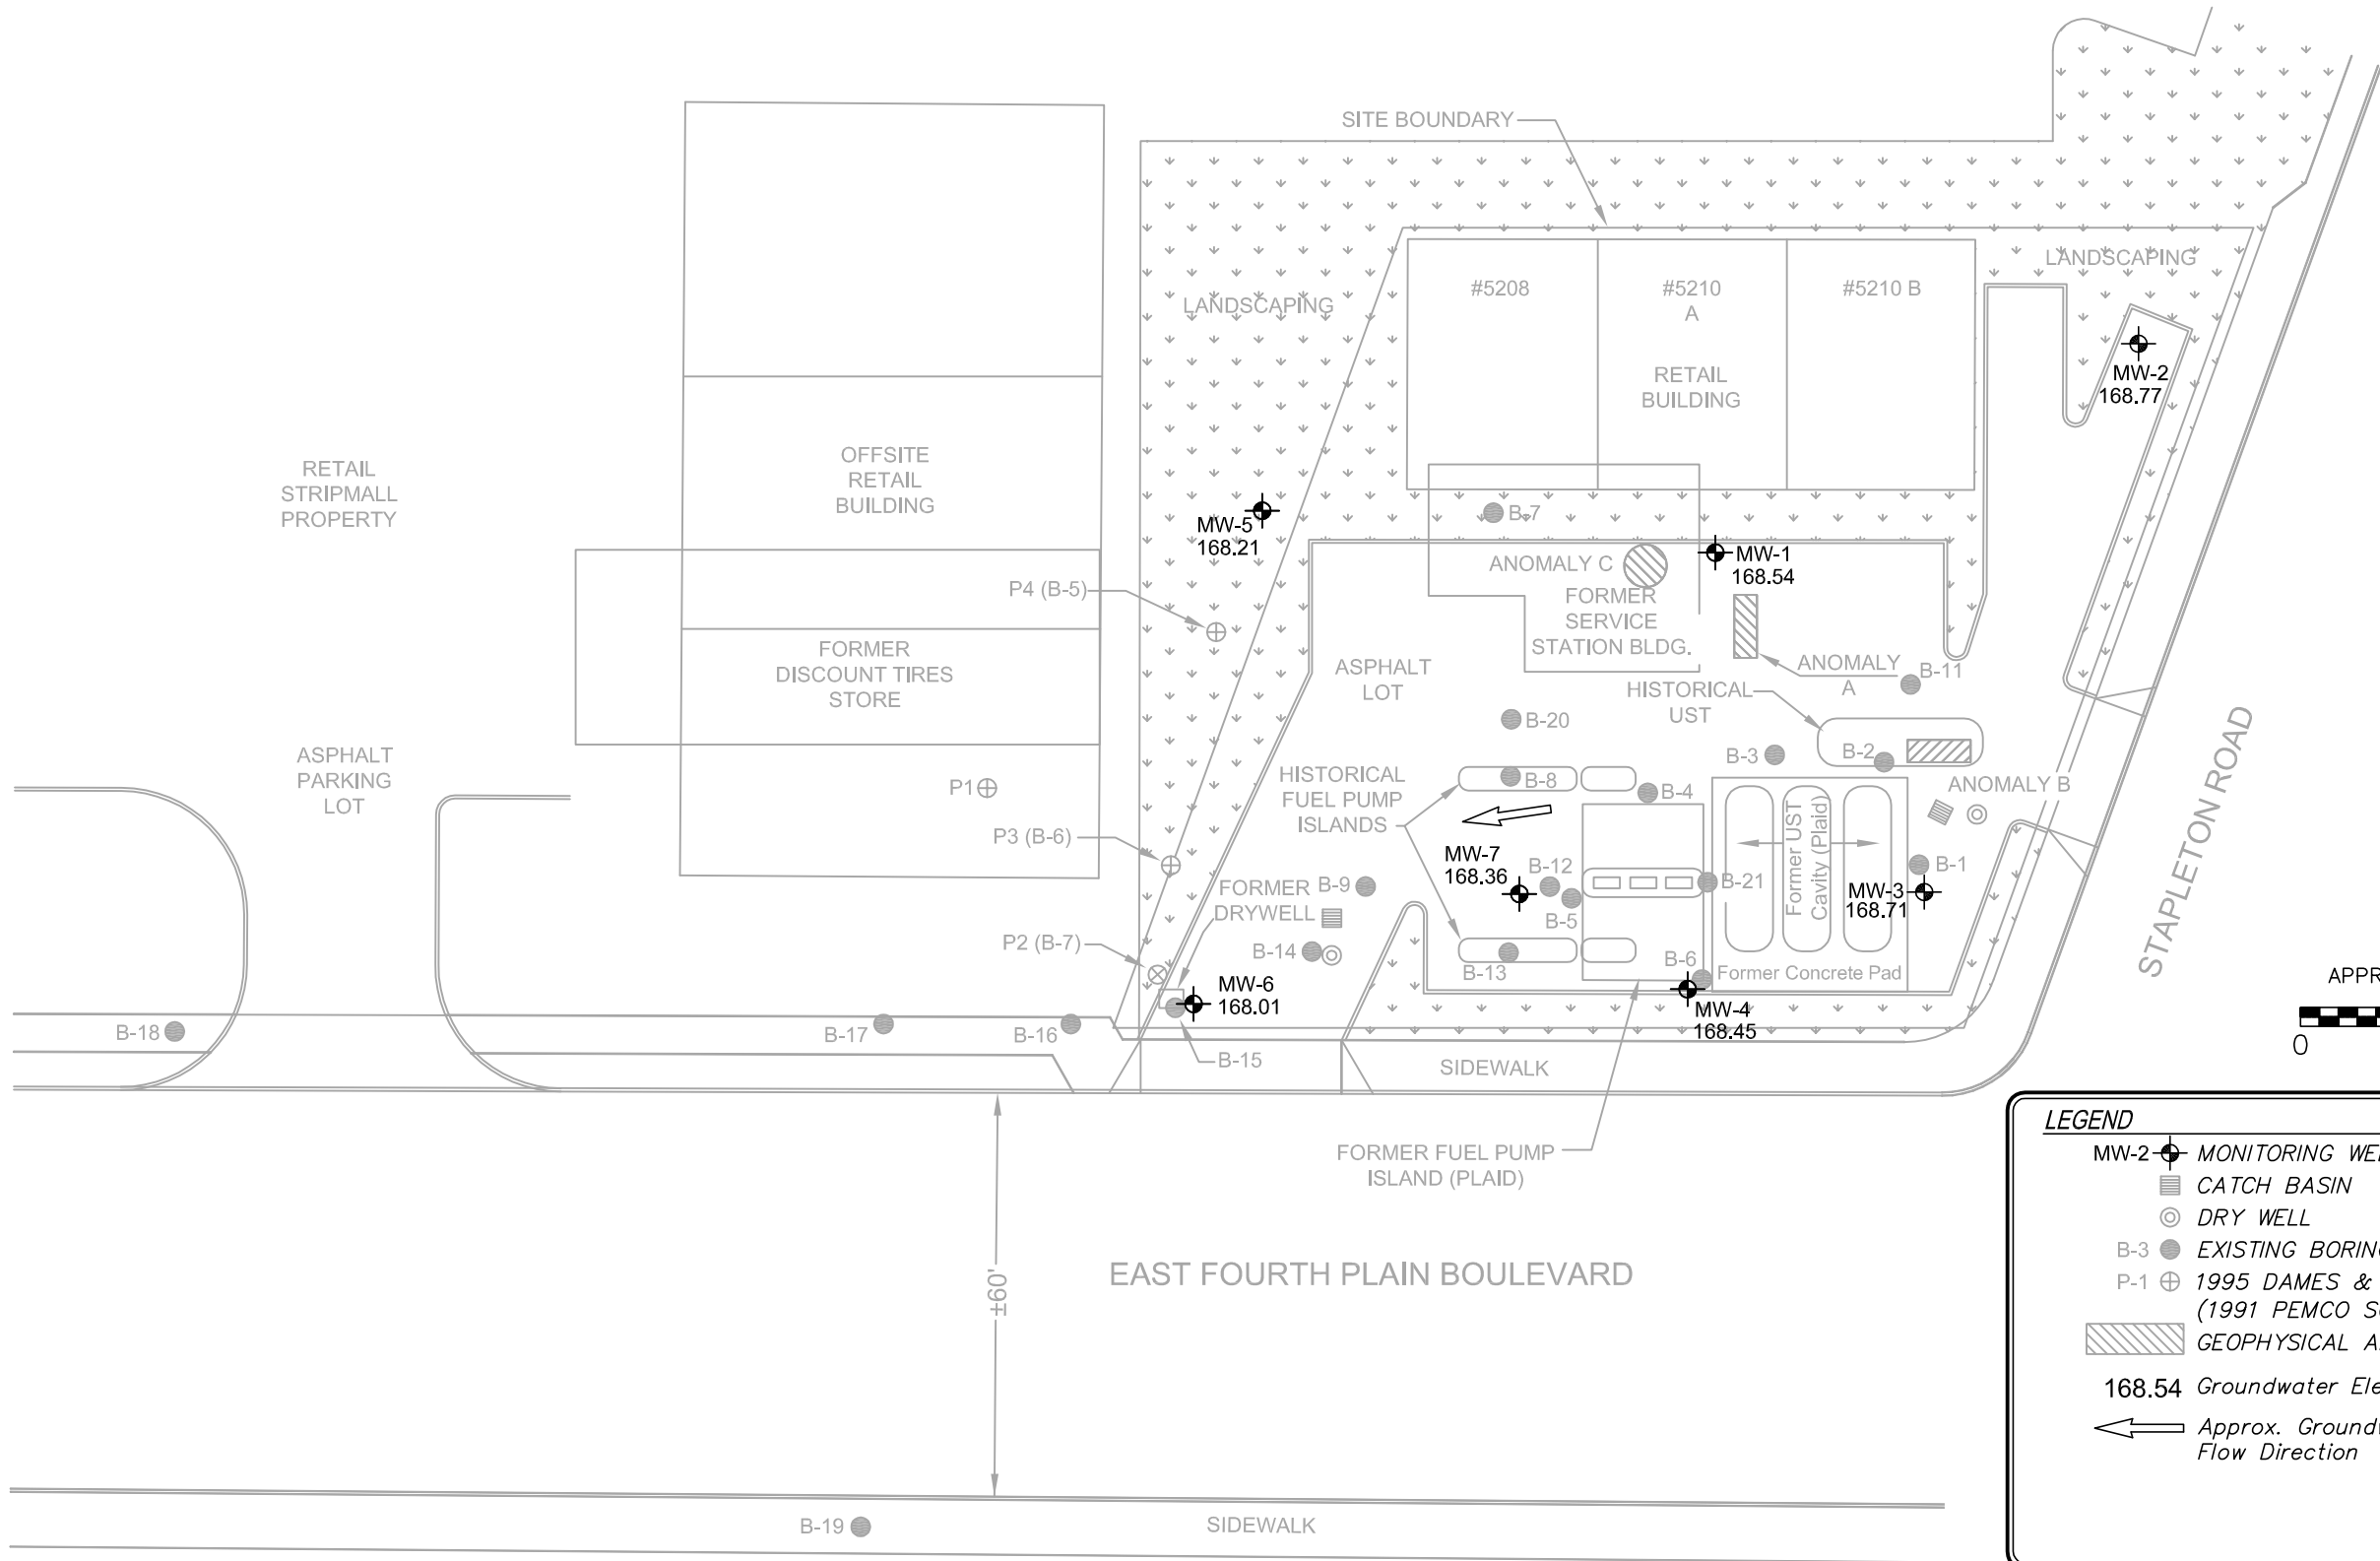 SITE BOUNDARY
LANDSCAPING
LANDSCAPING
#5208
#5210
A
#5210 B
RETAIL
BUILDING
MW-2
168.77
RETAIL
STRIPMALL
PROPERTY
OFFSITE
RETAIL
BUILDING
MW-5
168.21
B-7
ANOMALY C
MW-1
168.54
P4 (B-5)
FORMER
SERVICE
STATION BLDG.
FORMER
DISCOUNT TIRES
STORE
ASPHALT
LOT
ANOMALY
A
B-11
HISTORICAL
UST
B-20
B-3
B-2
ASPHALT
PARKING
LOT
P1
HISTORICAL
FUEL PUMP
ISLANDS
B-8
B-4
ANOMALY B
STAPLETON ROAD
P3 (B-6)
MW-7
168.36
B-12
B-5
B-21
Former UST
Cavity (Plaid)
B-1
MW-3
168.71
FORMER
DRYWELL
B-9
P2 (B-7)
B-14
B-13
B-6
Former Concrete Pad
MW-6
168.01
MW-4
168.45
APPR
0
B-18
B-17
B-16
B-15
SIDEWALK
FORMER FUEL PUMP
ISLAND (PLAID)
±60'
EAST FOURTH PLAIN BOULEVARD
B-19
SIDEWALK
LEGEND
MW-2 MONITORING WE
CATCH BASIN
DRY WELL
B-3 EXISTING BORING
P-1 1995 DAMES &
(1991 PEMCO S
GEOPHYSICAL A
168.54 Groundwater Ele
Approx. Ground
Flow Direction